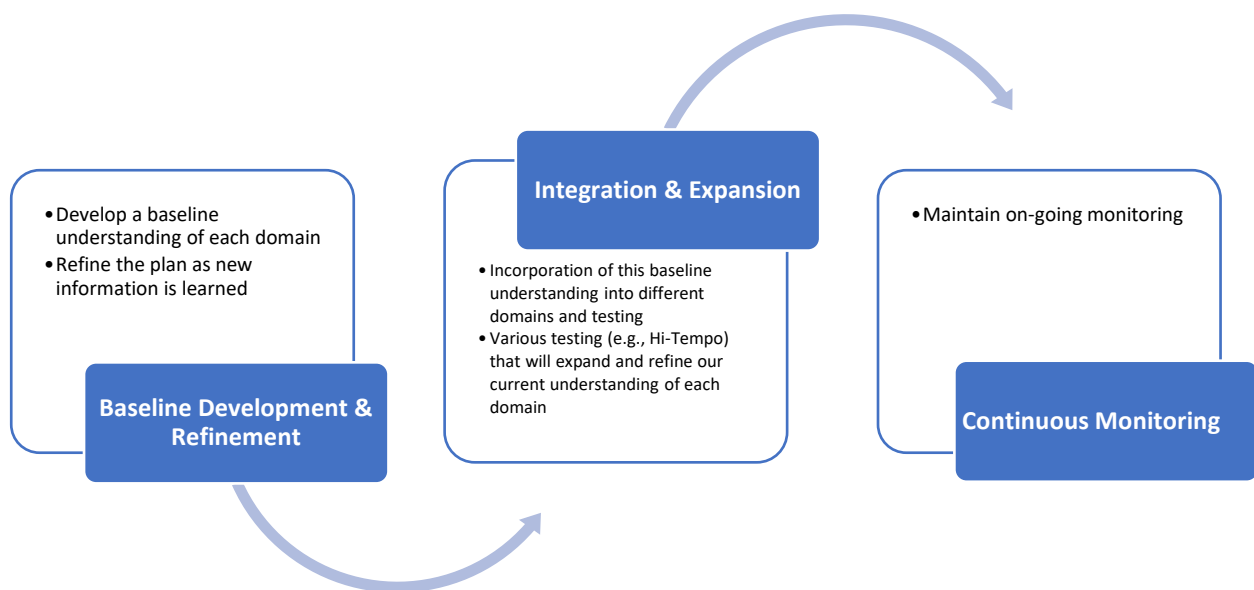 •Develop a baseline
understanding of each domain
•Refine the plan as new
information is learned
Baseline Development &
Refinement
Integration & Expansion
•Incorporation of this baseline
understanding into different
domains and testing
•Various testing (e.g., Hi-Tempo)
that will expand and refine our
current understanding of each
domain
•Maintain on-going monitoring
Continuous Monitoring